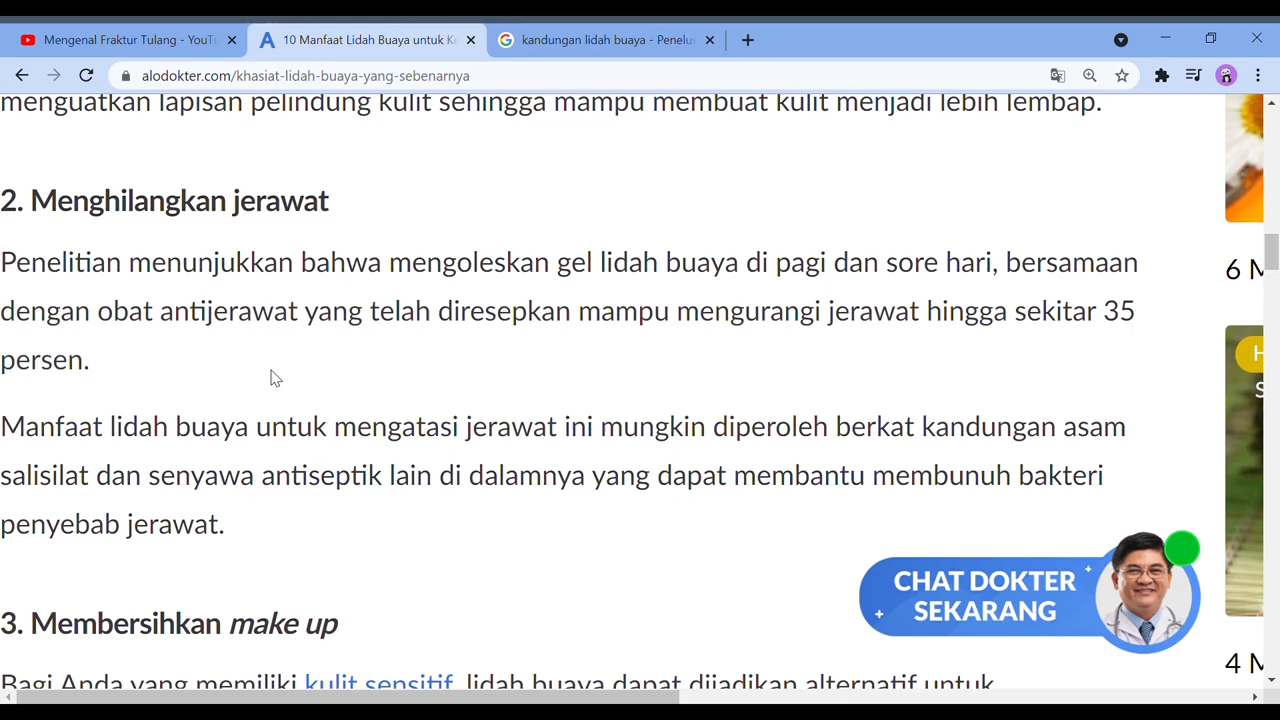 Mengenal Fraktur Tulang - YouTu
10 Manfaat Lidah Buaya untuk Ke
kandungan lidah buaya - Penelus
alodokter.com/khasiat-lidah-buaya-yang-sebenarnya
menguatkan lapisan pelindung kulit sehingga mampu membuat kulit menjadi lebih lembap.
2. Menghilangkan jerawat
Penelitian menunjukkan bahwa mengoleskan gel lidah buaya di pagi dan sore hari, bersamaan
dengan obat antijerawat yang telah diresepkan mampu mengurangi jerawat hingga sekitar 35
persen.
6 M
H
S
Manfaat lidah buaya untuk mengatasi jerawat ini mungkin diperoleh berkat kandungan asam
salisilat dan senyawa antiseptik lain di dalamnya yang dapat membantu membunuh bakteri
penyebab jerawat.
CHAT DOKTER
SEKARANG
3. Membersihkan make up
4 M
Bagi Anda yang memiliki kulit sensitif, lidah buaya dapat dijadikan alternatif untuk